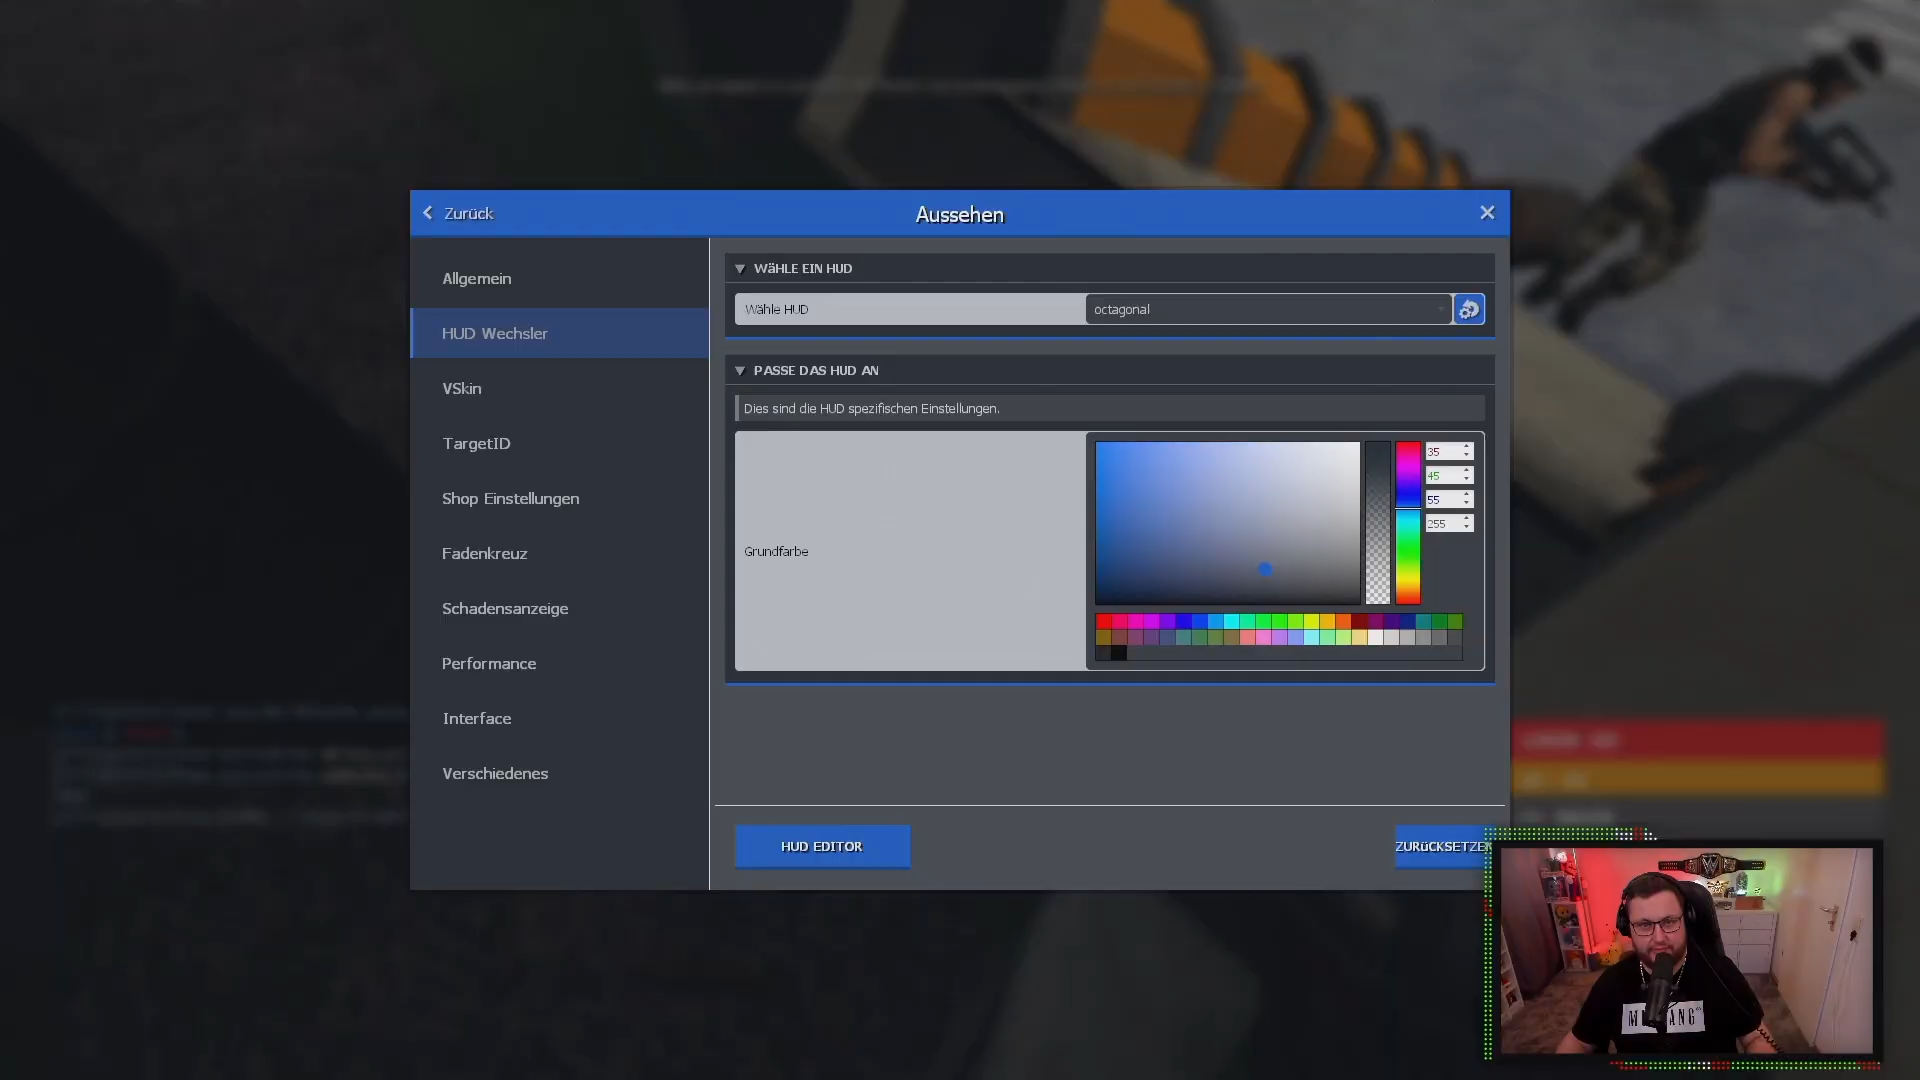 Zurück
Aussehen
Allgemein
HUD Wechsler
VSkin
TargetID
Shop Einstellungen
Fadenkreuz
Schadensanzeige
Performance
Interface
Verschiedenes
WäHLE EIN HUD
Wähle HUD
octagonal
PASSE DAS HUD AN
Dies sind die HUD spezifischen Einstellungen.
Grundfarbe
35
45
55
255
HUD EDITOR
ZURüCKSETZEN